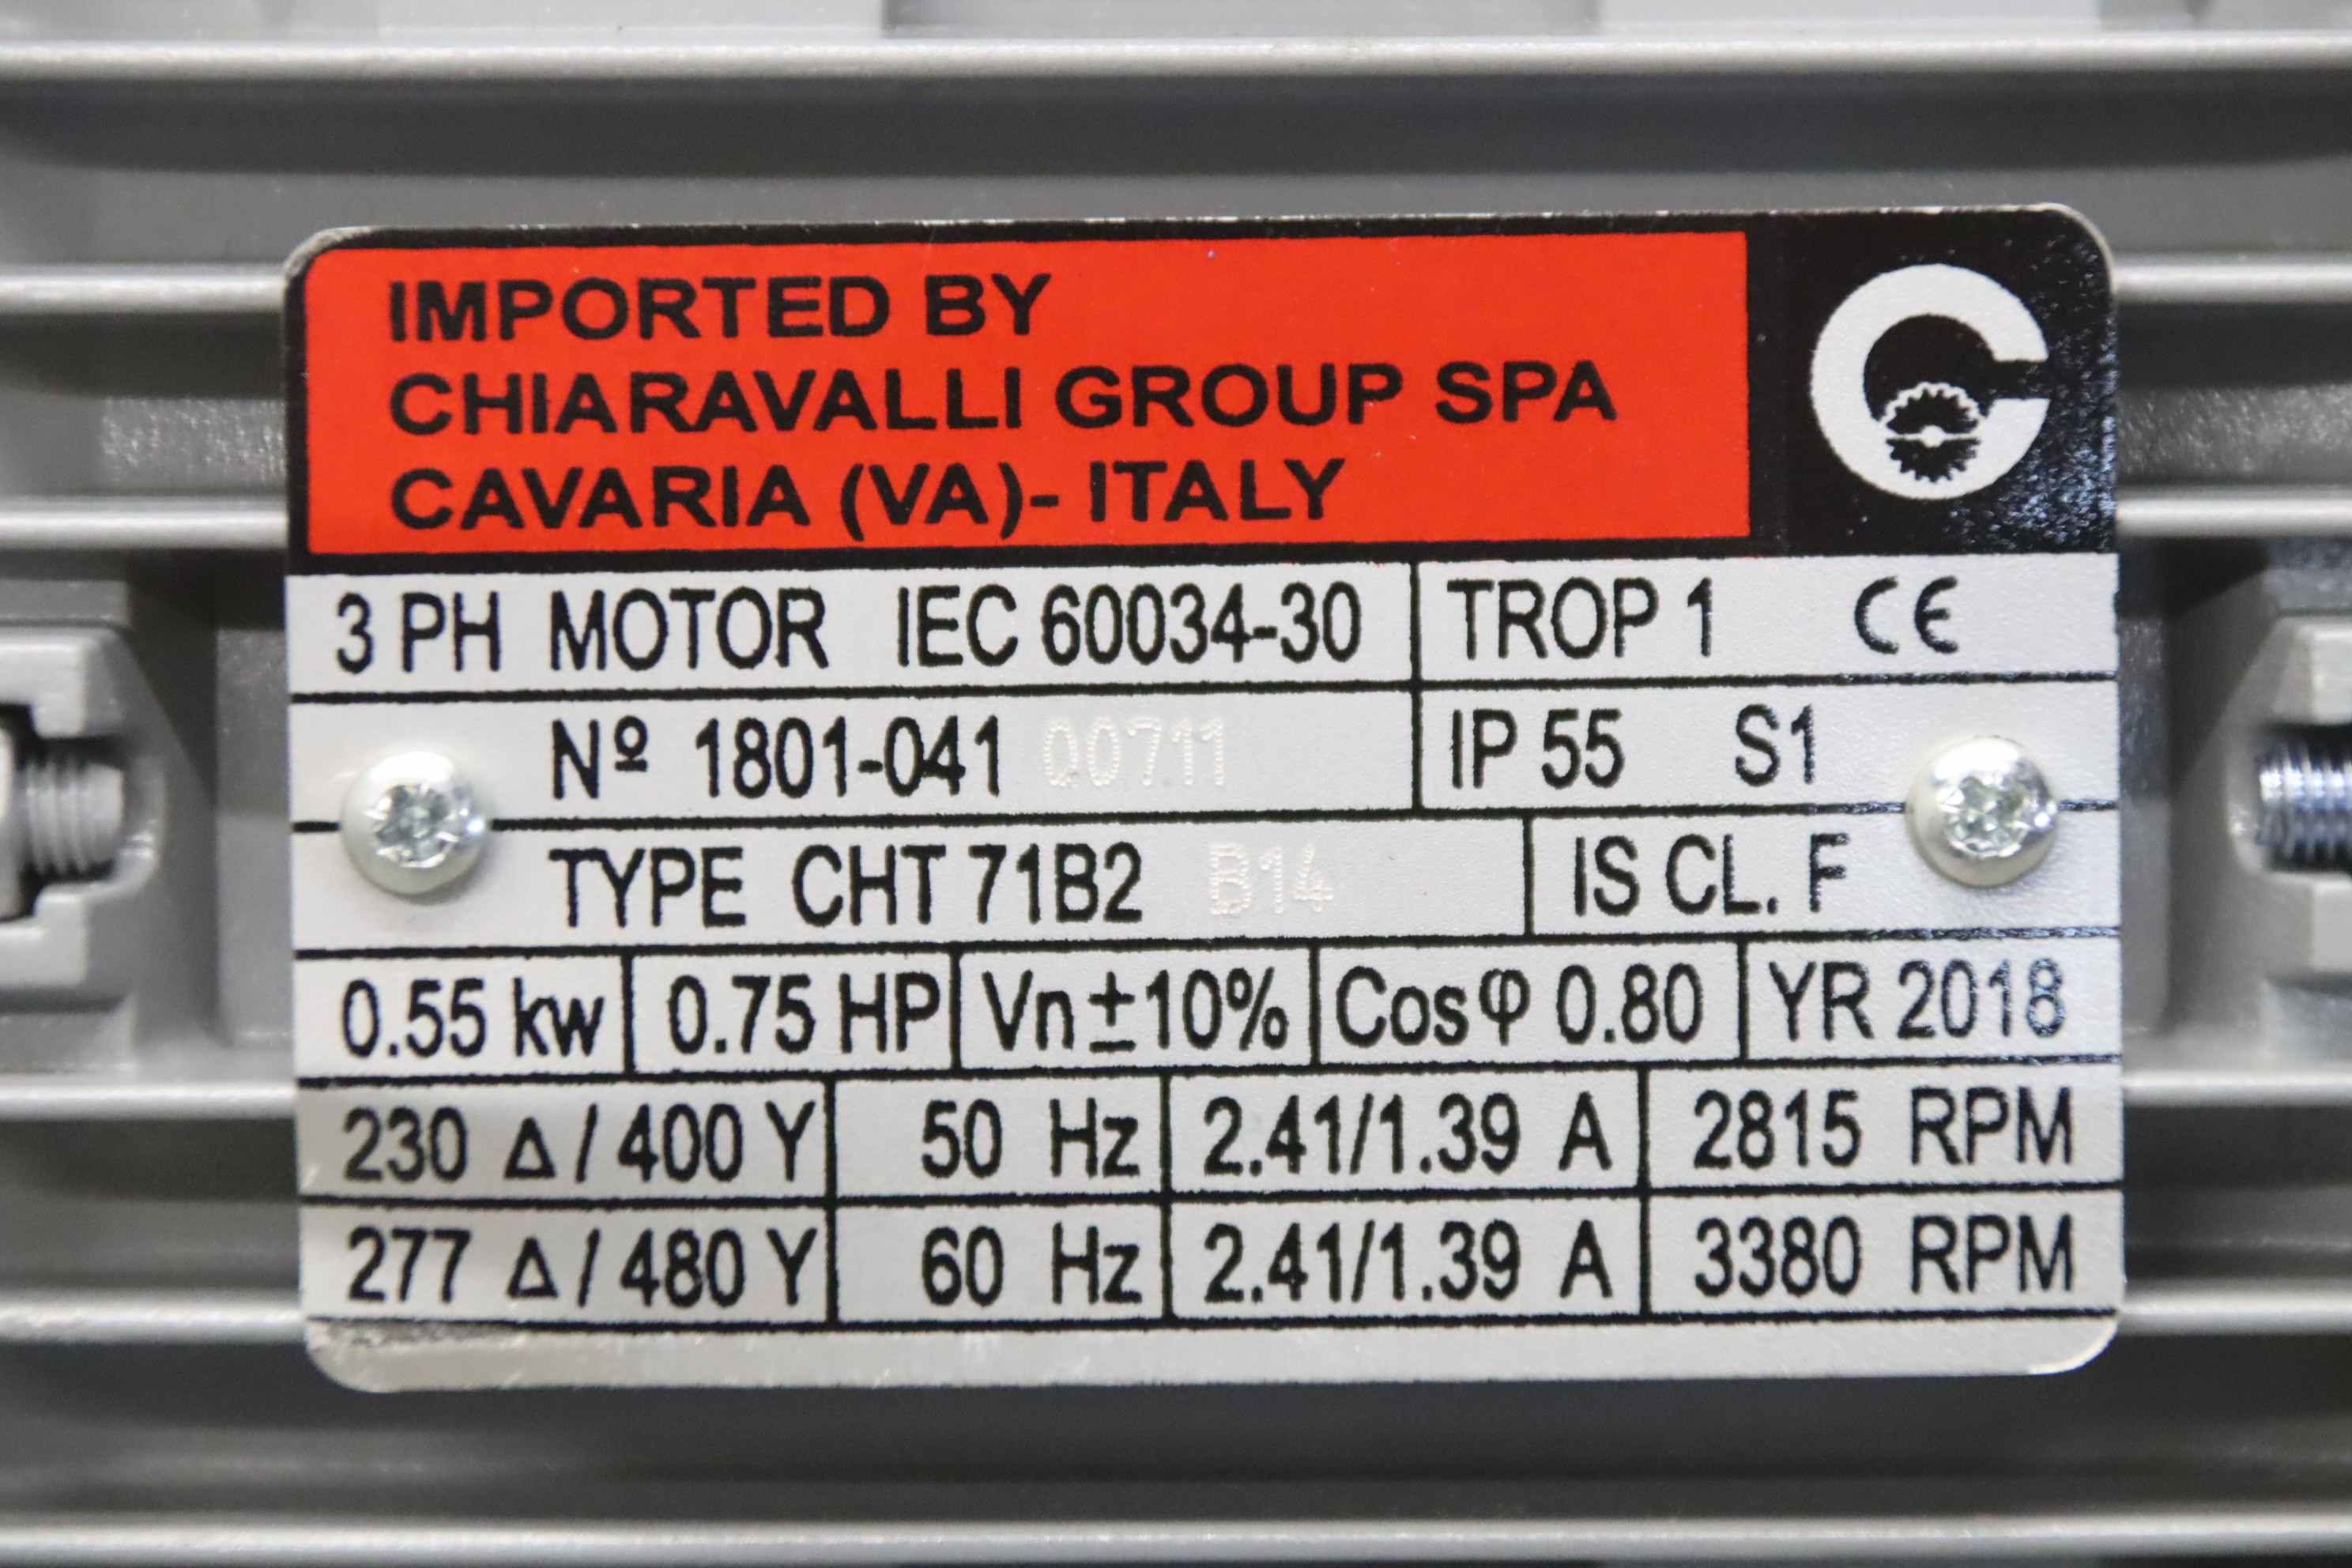 IMPORTED BY
CHIARAVALLI GROUP SPA
CAVARIA (VA)- ITALY
3 PH MOTOR IEC 60034-30 TROP 1 CE
Nº 1801-041 00711 IP 55 S1
TYPE CHT 71B2 B14 IS CL. F
0.55 kw 0.75 HP Vn±10% Cosφ 0.80 YR 2018
230 Δ / 400 Y 50 Hz 2.41/1.39 A 2815 RPM
277 Δ / 480 Y 60 Hz 2.41/1.39 A 3380 RPM